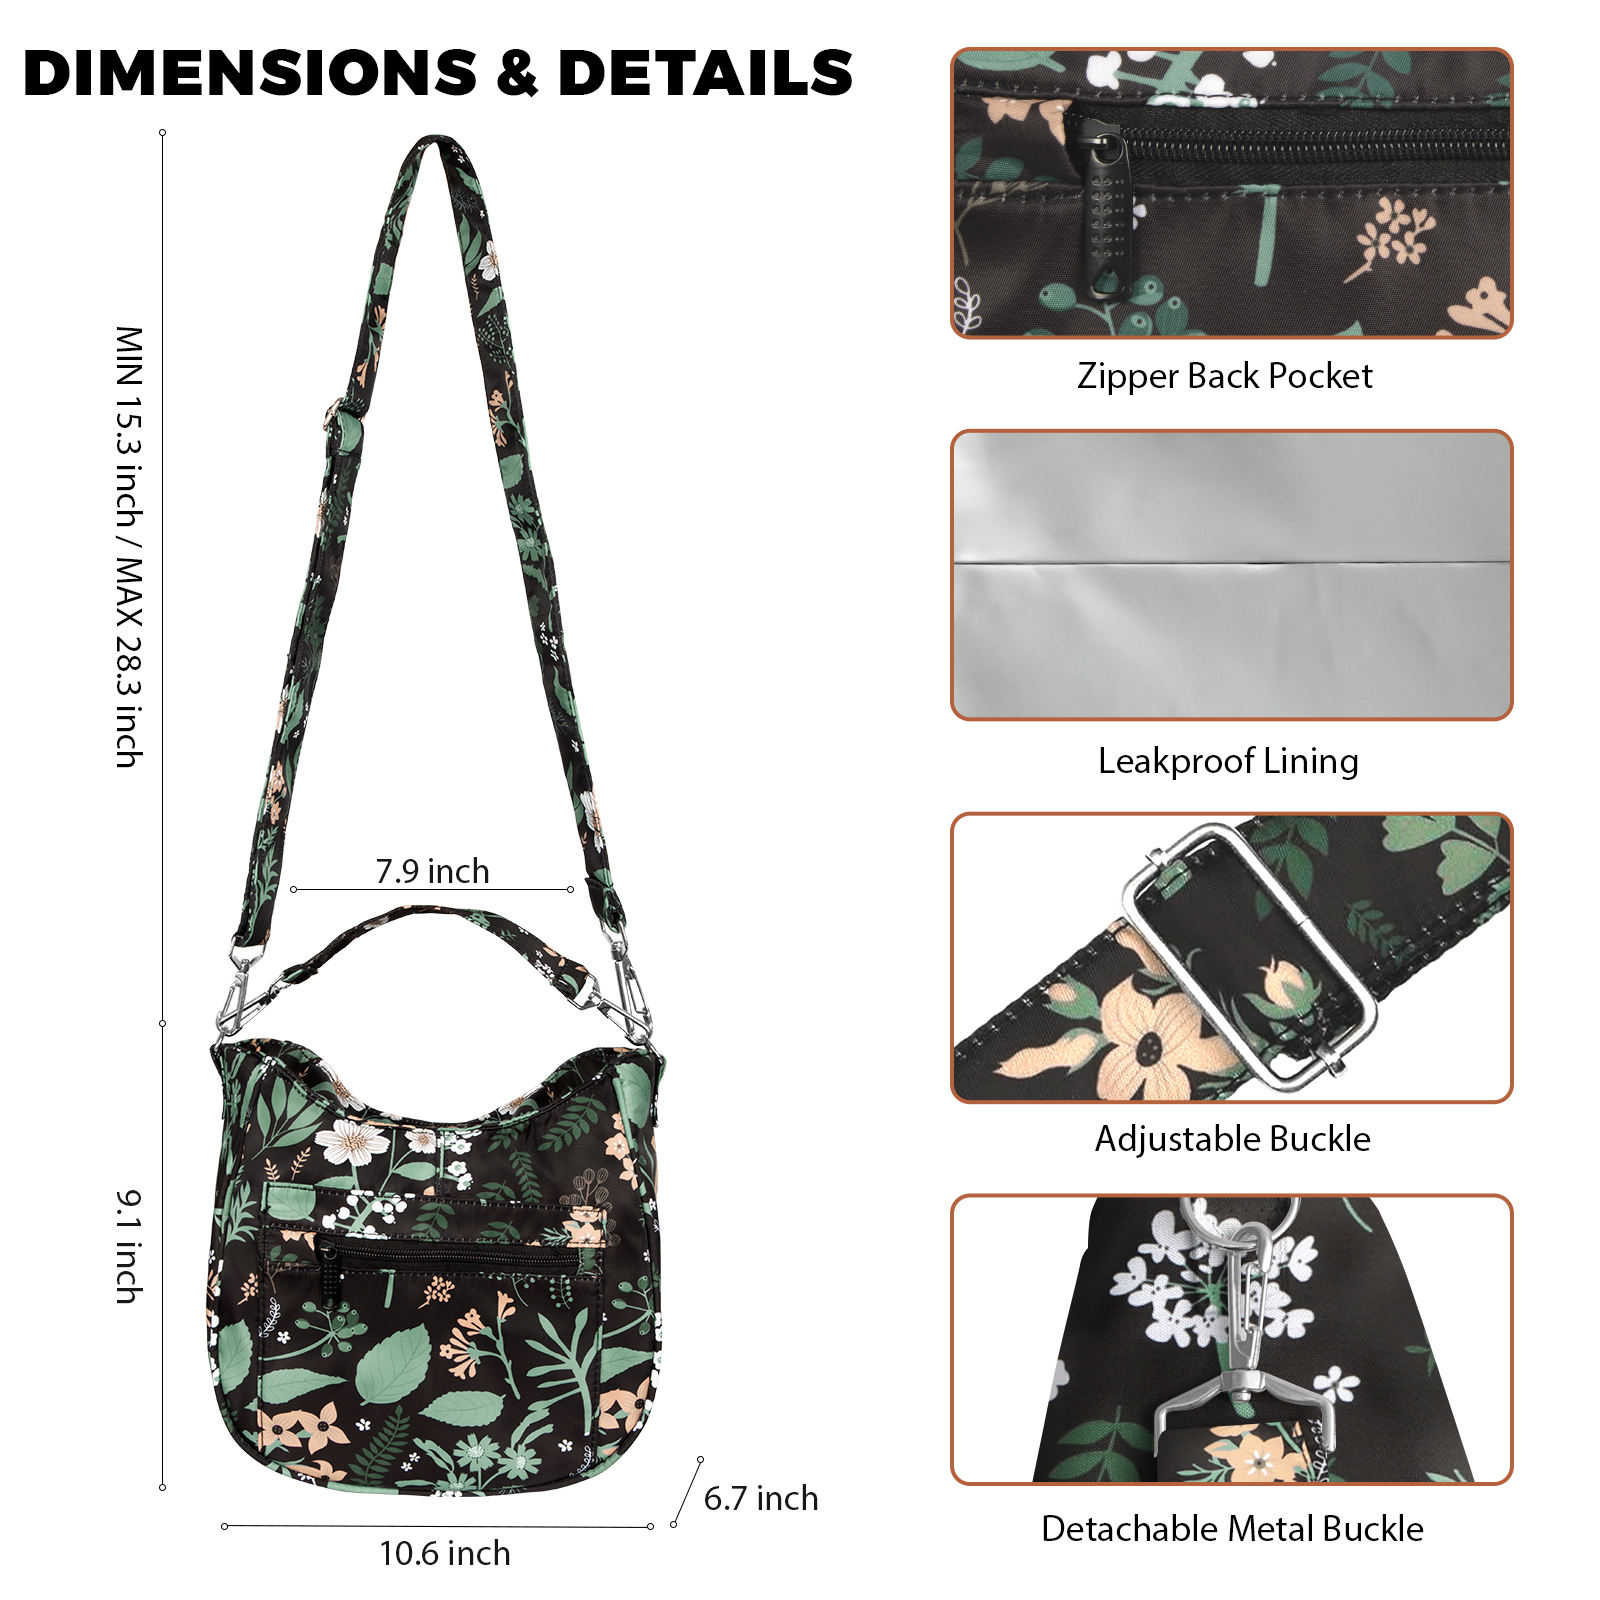 DIMENSIONS & DETAILS
MIN 15.3 inch / MAX 28.3 inch
7.9 inch
9.1 inch
10.6 inch
6.7 inch
Zipper Back Pocket
Leakproof Lining
Adjustable Buckle
Detachable Metal Buckle